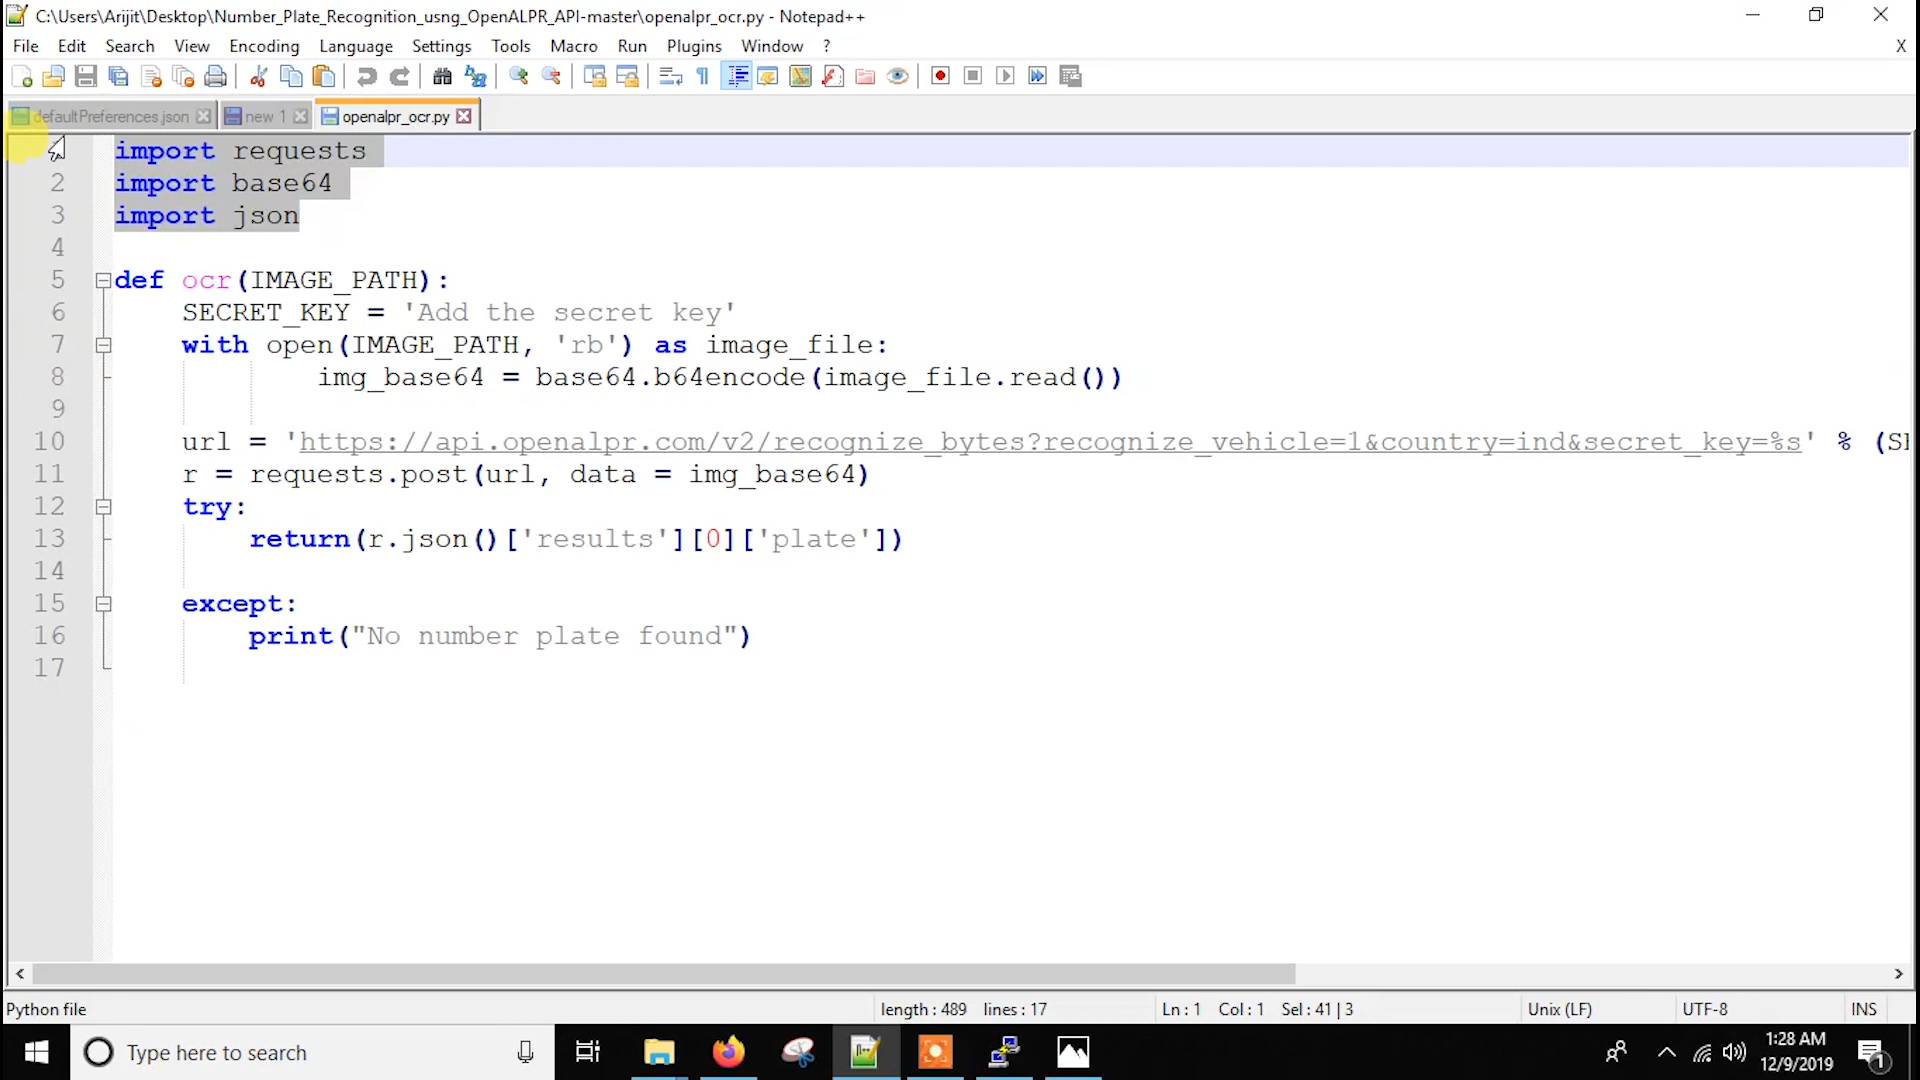 C:\Users\Arijit\Desktop\Number_Plate_Recognition_usng_OpenALPR_API-master\openalpr_ocr.py - Notepad++
File Edit Search View Encoding Language Settings Tools Macro Run Plugins Window ? X
defaultPreferences.json new 1 openalpr_ocr.py
import requests
2 import base64
3 import json
4
5 def ocr(IMAGE_PATH):
6 SECRET_KEY = 'Add the secret key'
7 with open(IMAGE_PATH, 'rb') as image_file:
8 img_base64 = base64.b64encode(image_file.read())
9
10 url = 'https://api.openalpr.com/v2/recognize_bytes?recognize_vehicle=1&country=ind&secret_key=%s' % (SE
11 r = requests.post(url, data = img_base64)
12 try:
13 return(r.json()['results'][0]['plate'])
14
15 except:
16 print("No number plate found")
17
Python file length : 489 lines : 17 Ln : 1 Col : 1 Sel : 41 | 3 Unix (LF) UTF-8 INS
Type here to search 1:28 AM
12/9/2019 1